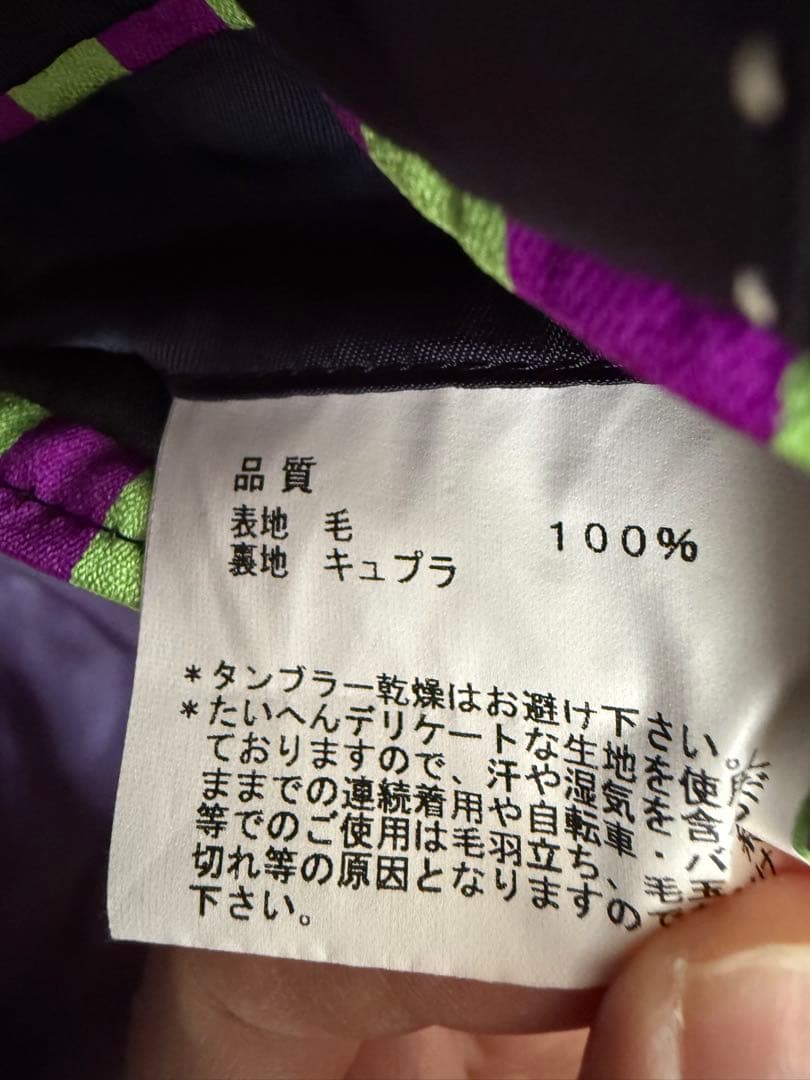 品質
表地 毛 100%
裏地 キュプラ
*タンブラー乾燥はお避け下さい。
*たいへんデリケートな生地を使
ておりますので、汗や湿気を含
ままでの連続着用や自転車・バ
等でのご使用は毛羽立ち、毛玉
切れ等の原因となりますので
下さい。